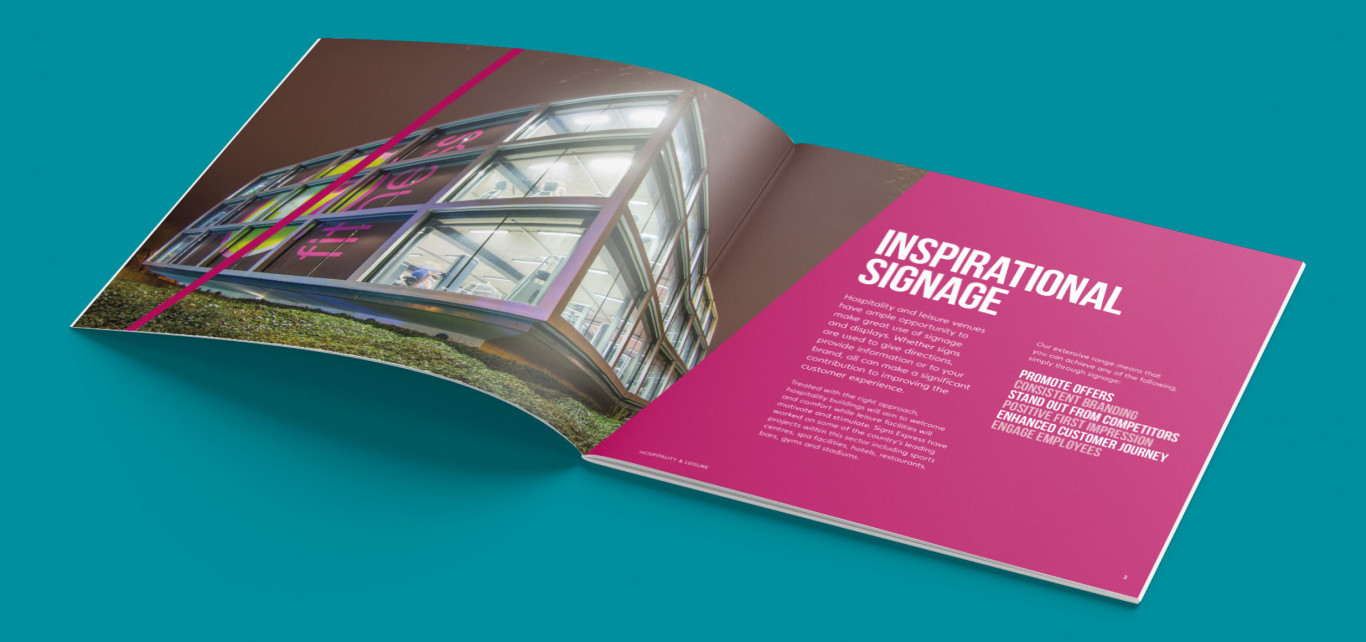 fit
ness
INSPIRATIONAL
SIGNAGE
Hospitality and leisure venues
have ample opportunity to
make great use of signage
and displays. Whether signs
are used to give directions,
provide information or to your
brand, all can make a significant
contribution to improving the
customer experience.
Treated with the right approach,
hospitality buildings will aim to welcome
and comfort while leisure facilities will
motivate and stimulate. Signs Express have
worked on some of the country's leading
projects within this sector including sports
centres, spa facilities, hotels, restaurants,
bars, gyms and stadiums.
Our extensive range means that
you can achieve any of the following,
simply through signage:
PROMOTE OFFERS
CONSISTENT BRANDING
STAND OUT FROM COMPETITORS
POSITIVE FIRST IMPRESSION
ENHANCED CUSTOMER JOURNEY
ENGAGE EMPLOYEES
HOSPITALITY & LEISURE
2